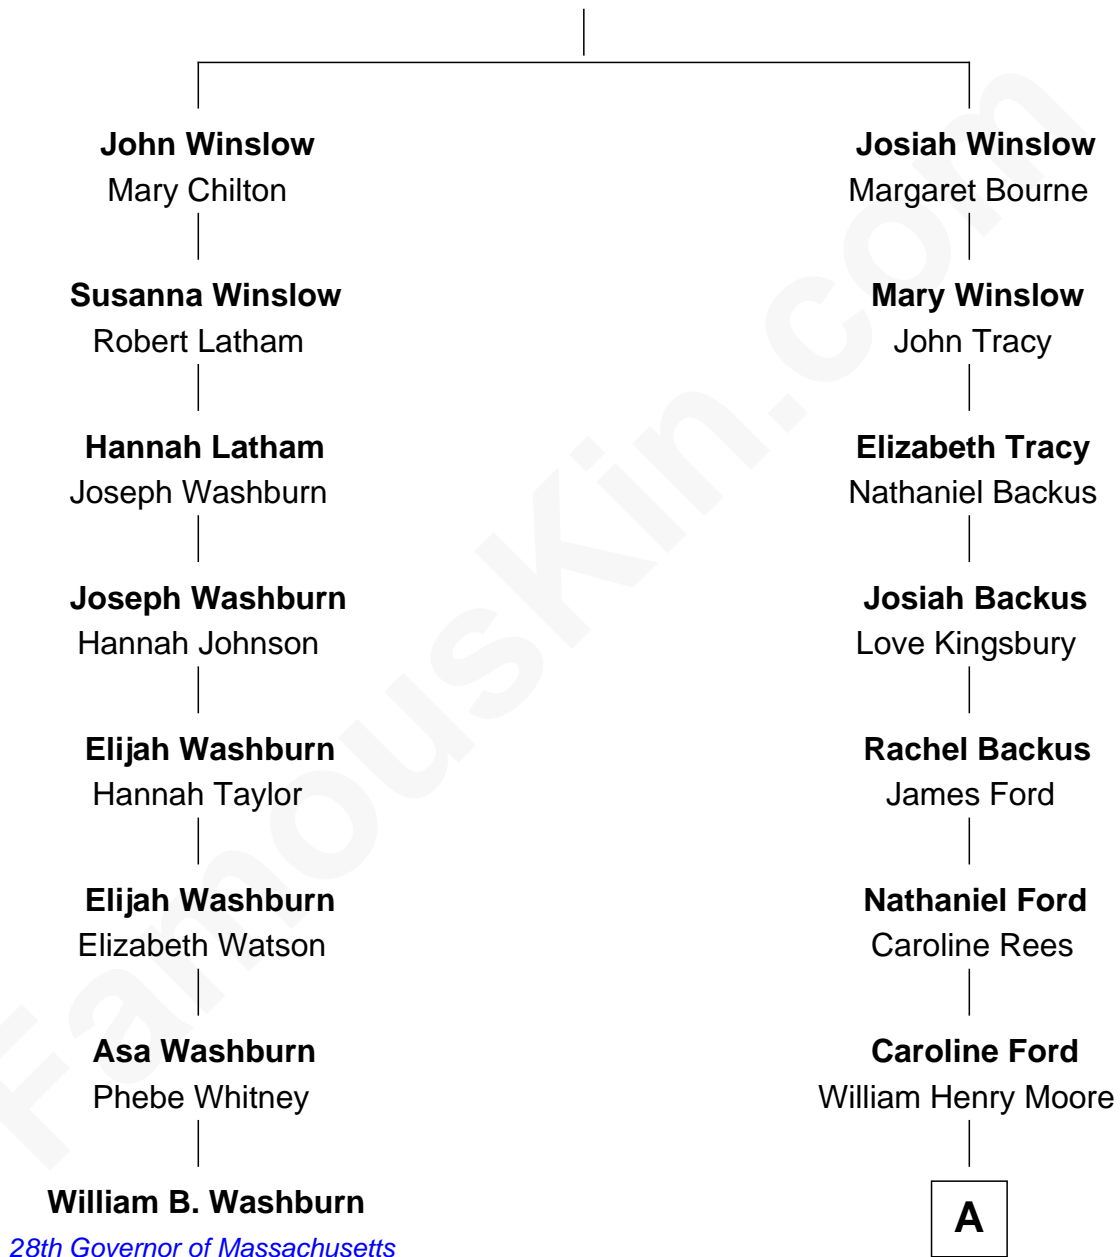 John Winslow
Mary Chilton
Josiah Winslow
Margaret Bourne
Susanna Winslow
Robert Latham
Mary Winslow
John Tracy
Hannah Latham
Joseph Washburn
Elizabeth Tracy
Nathaniel Backus
Joseph Washburn
Hannah Johnson
Josiah Backus
Love Kingsbury
Elijah Washburn
Hannah Taylor
Rachel Backus
James Ford
Elijah Washburn
Elizabeth Watson
Nathaniel Ford
Caroline Rees
Asa Washburn
Phebe Whitney
Caroline Ford
William Henry Moore
William B. Washburn
28th Governor of Massachusetts
A
FamousKin.com